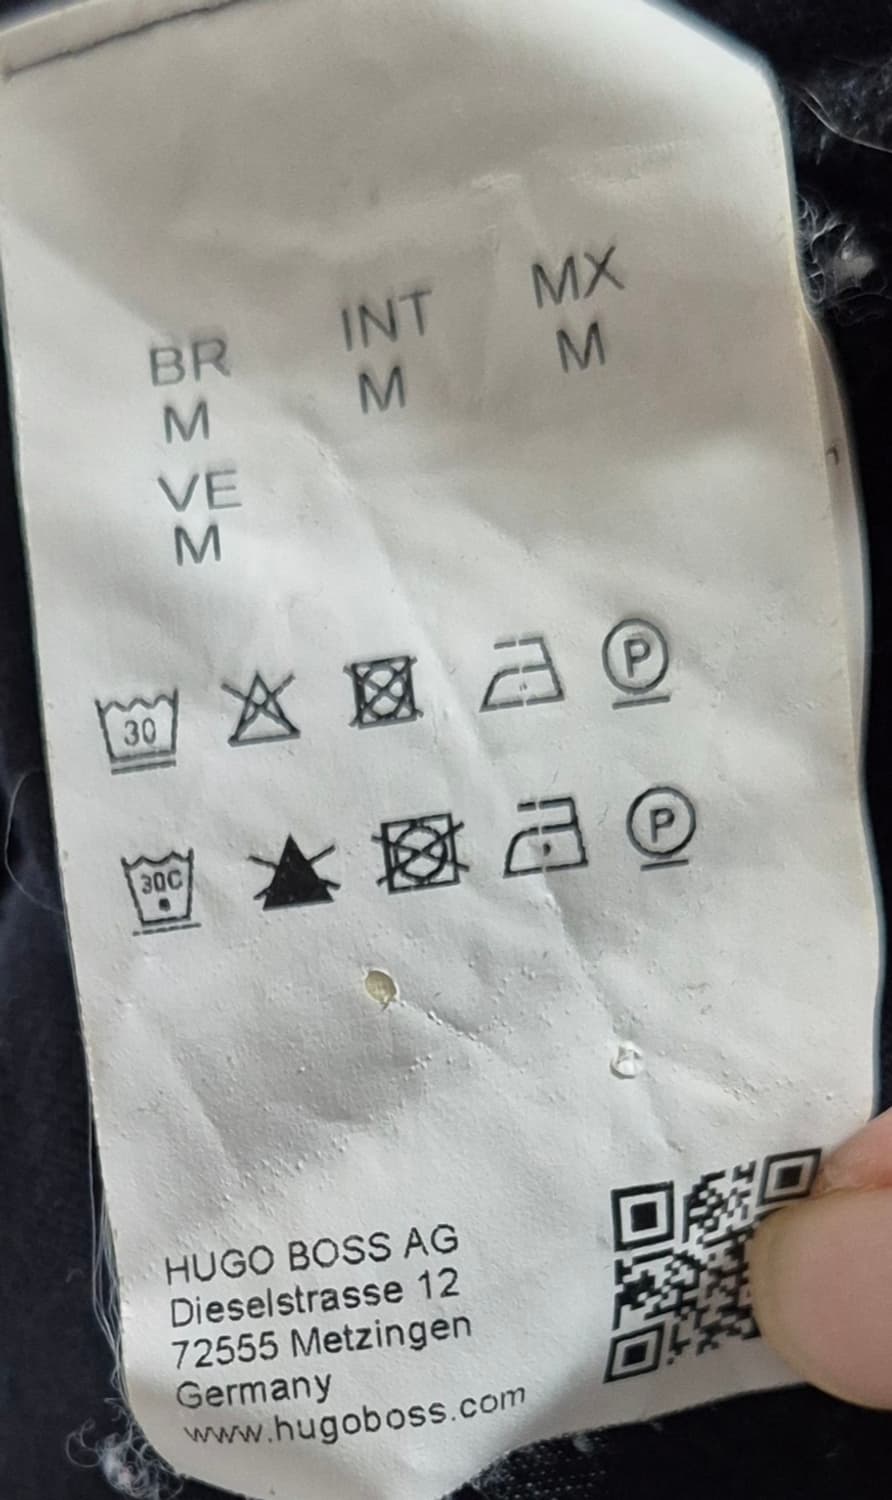 BR INT MX
M M M
VE
M
30 P
30C P
HUGO BOSS AG
Dieselstrasse 12
72555 Metzingen
Germany
www.hugoboss.com